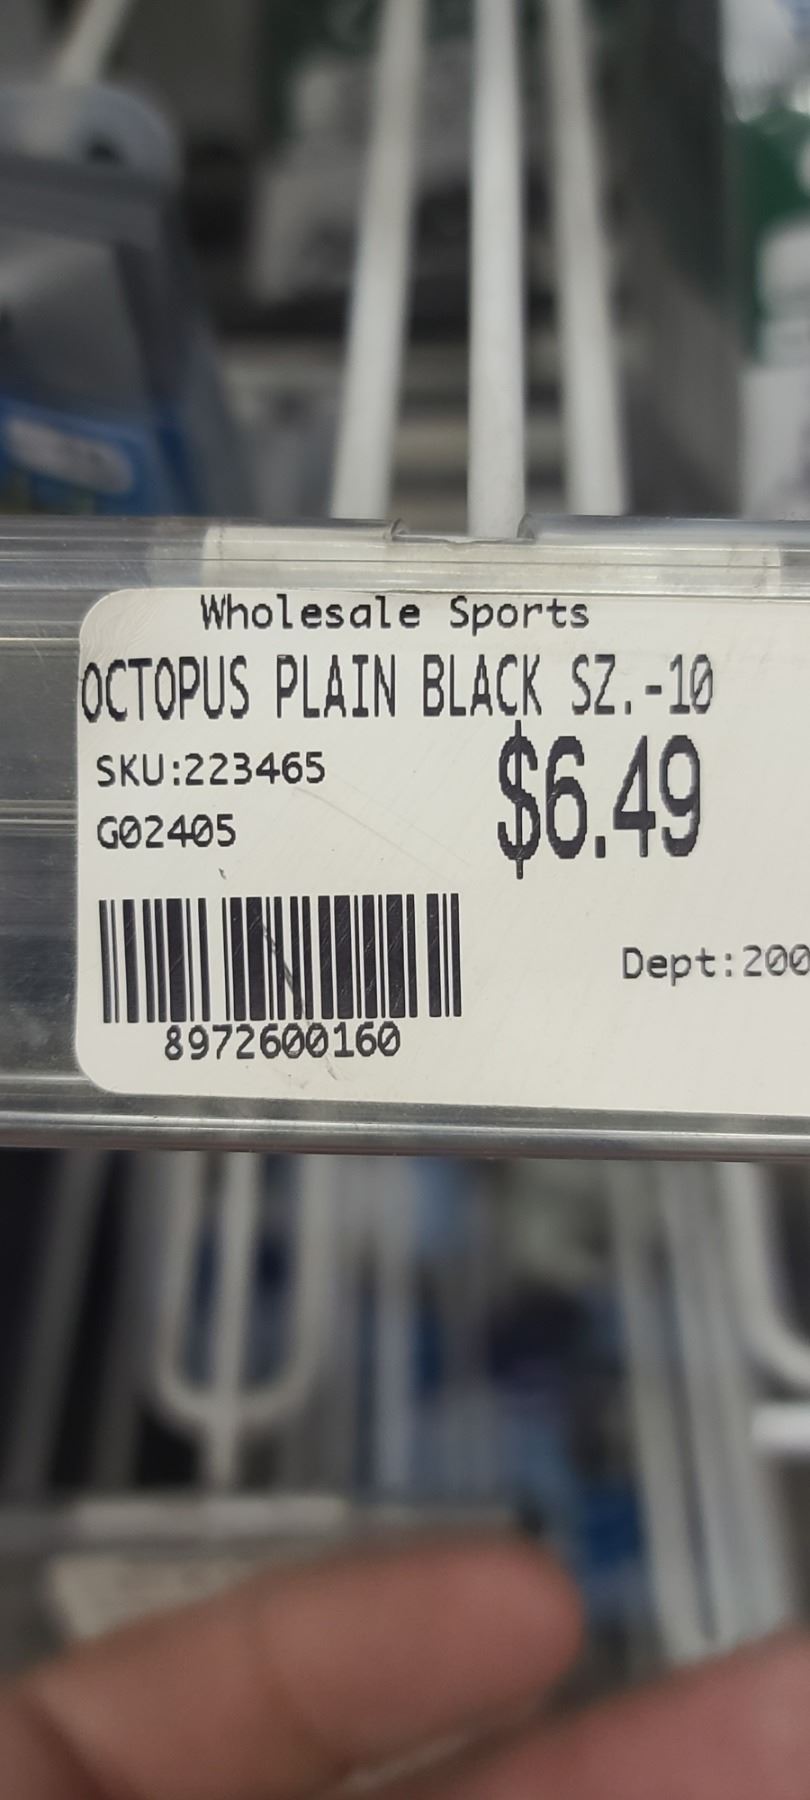 Wholesale Sports
OCTOPUS PLAIN BLACK SZ.-10
SKU:223465
$6.49
G02405
Dept:200
8972600160